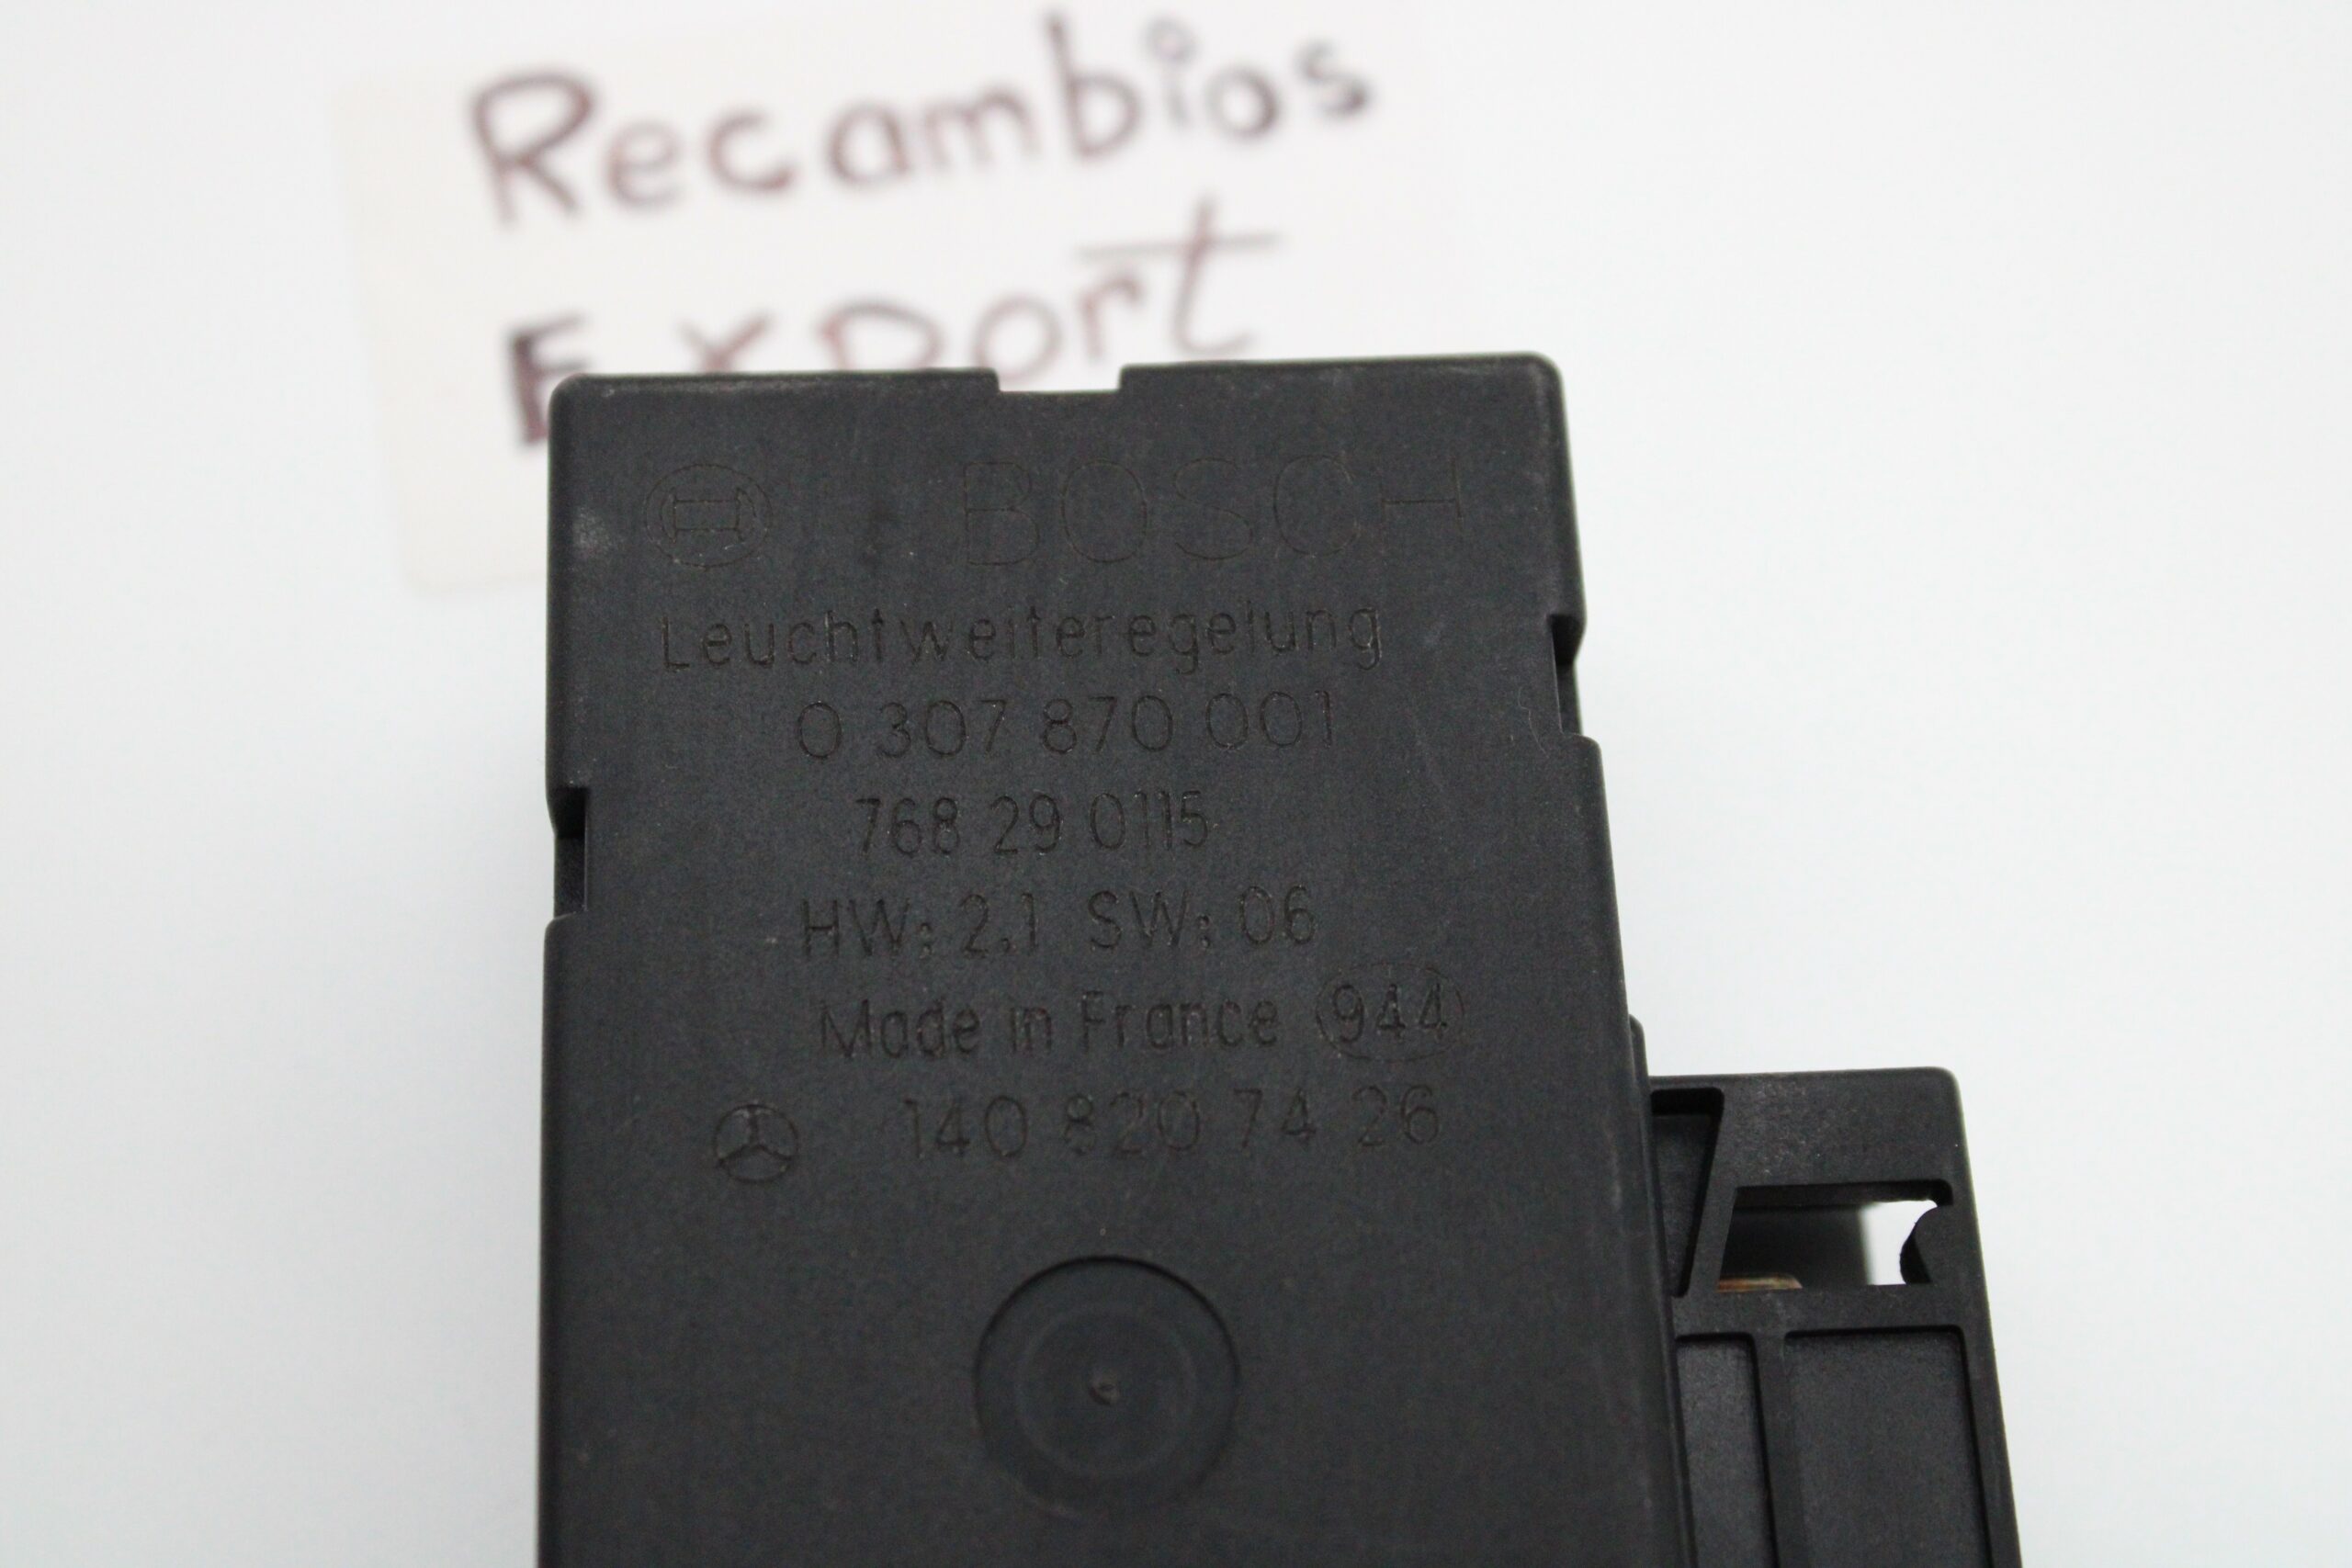 Recambios
Export
BOSCH
Leuchtweiteregelung
0 307 870 001
768 29 0115
HW: 2.1 SW: 06
Made in France 944
140 820 74 26